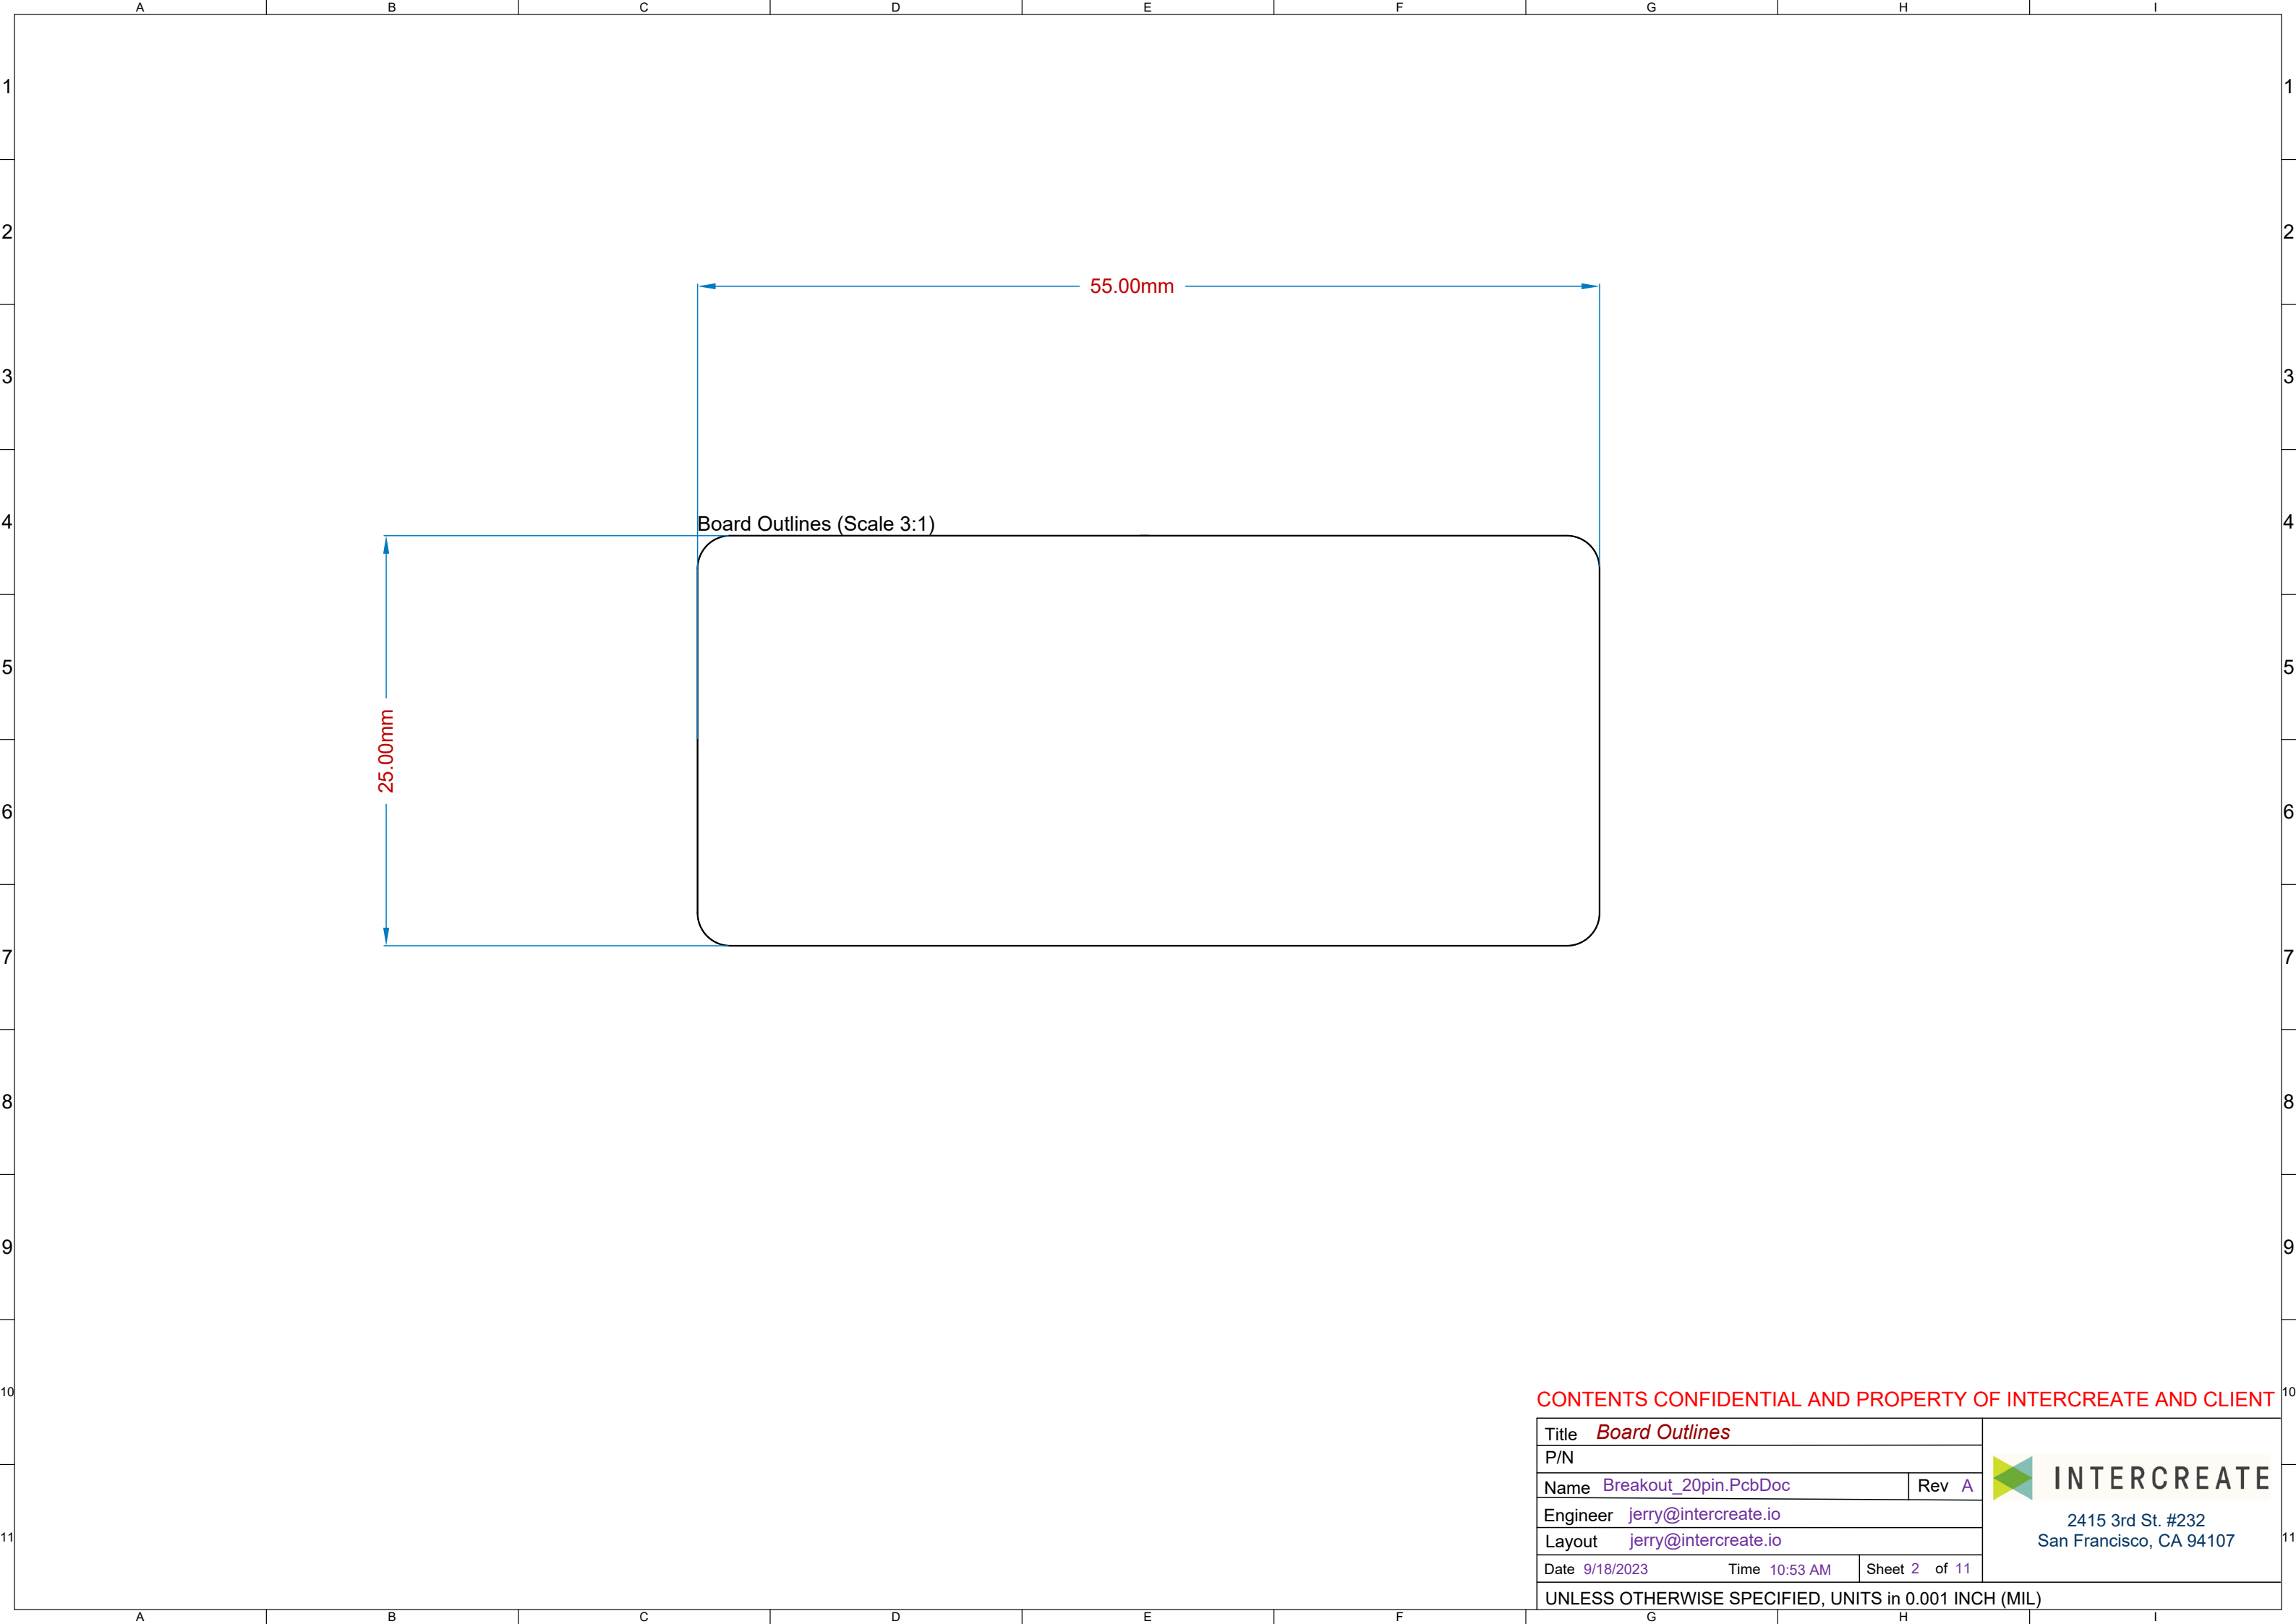 A B C D E F G H I
1 1
2 2
55.00mm
3 3
4 4
Board Outlines (Scale 3:1)
5 5
25.00mm
6 6
7 7
8 8
9 9
10 10
CONTENTS CONFIDENTIAL AND PROPERTY OF INTERCREATE AND CLIENT
Title Board Outlines
P/N
Name Breakout_20pin.PcbDoc Rev A
Engineer jerry@intercreate.io
Layout jerry@intercreate.io
Date 9/18/2023 Time 10:53 AM Sheet 2 of 11
INTERCREATE
2415 3rd St. #232
San Francisco, CA 94107
11 11
UNLESS OTHERWISE SPECIFIED, UNITS in 0.001 INCH (MIL)
A B C D E F G H I